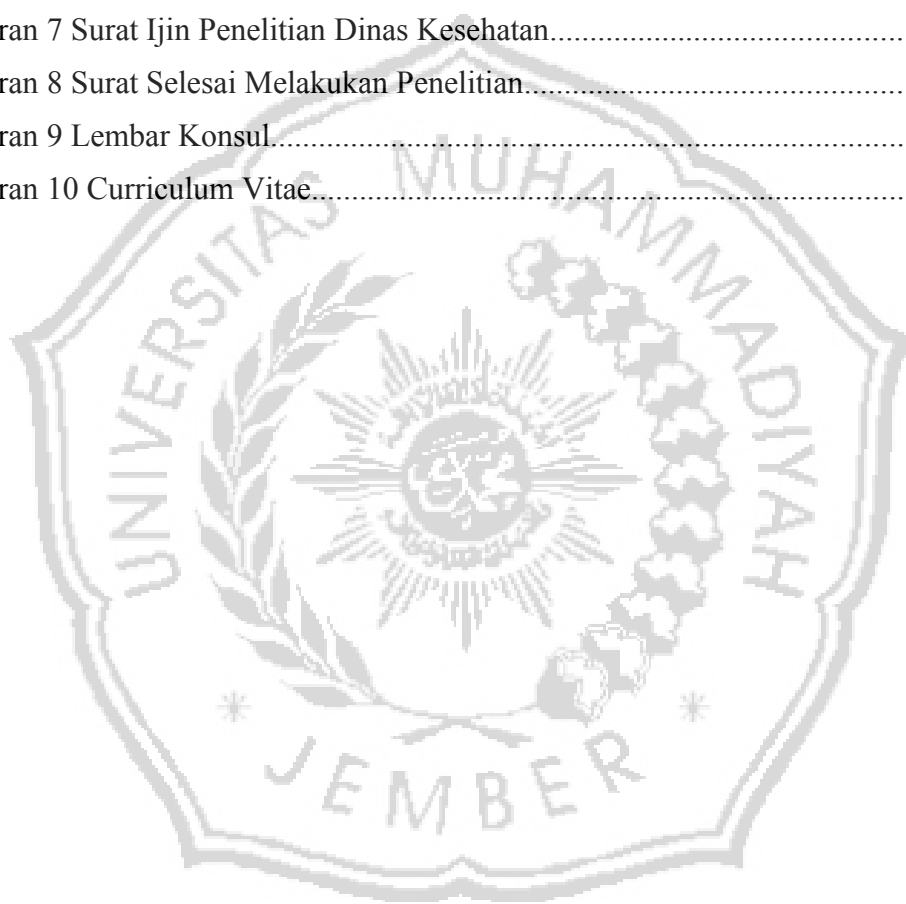 ran 7 Surat Ijin Penelitian Dinas Kesehatan
ran 8 Surat Selesai Melakukan Penelitian
ran 9 Lembar Konsul
ran 10 Curriculum Vitae
UNIVERSITAS MUHAMMADIYAH
JEMBER